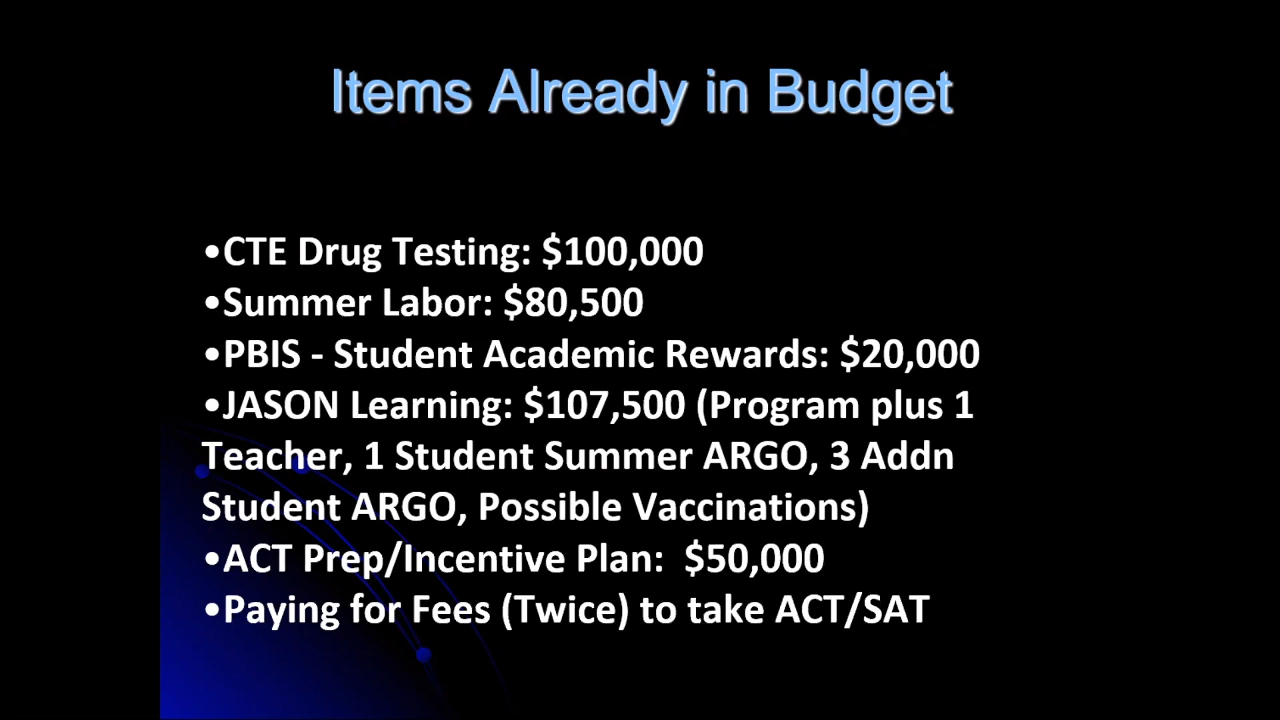 Items Already in Budget
•CTE Drug Testing: $100,000
•Summer Labor: $80,500
•PBIS - Student Academic Rewards: $20,000
•JASON Learning: $107,500 (Program plus 1
Teacher, 1 Student Summer ARGO, 3 Addn
Student ARGO, Possible Vaccinations)
•ACT Prep/Incentive Plan:  $50,000
•Paying for Fees (Twice) to take ACT/SAT